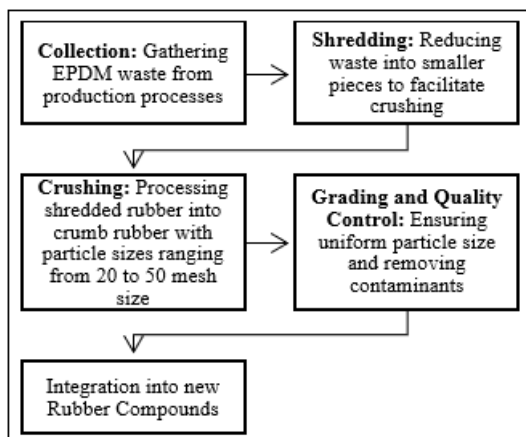 Collection: Gathering
EPDM waste from
production processes
Shredding: Reducing
waste into smaller
pieces to facilitate
crushing
Crushing: Processing
shredded rubber into
crumb rubber with
particle sizes ranging
from 20 to 50 mesh
size
Grading and Quality
Control: Ensuring
uniform particle size
and removing
contaminants
Integration into new
Rubber Compounds